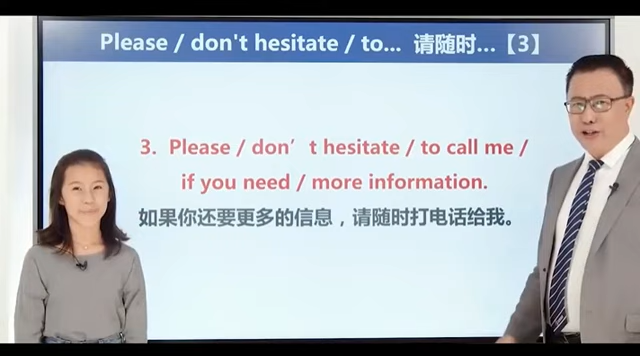 Please / don't hesitate / to... 请随时...【3】
3. Please / don't hesitate / to call me /
if you need / more information.
如果你还要更多的信息，请随时打电话给我。